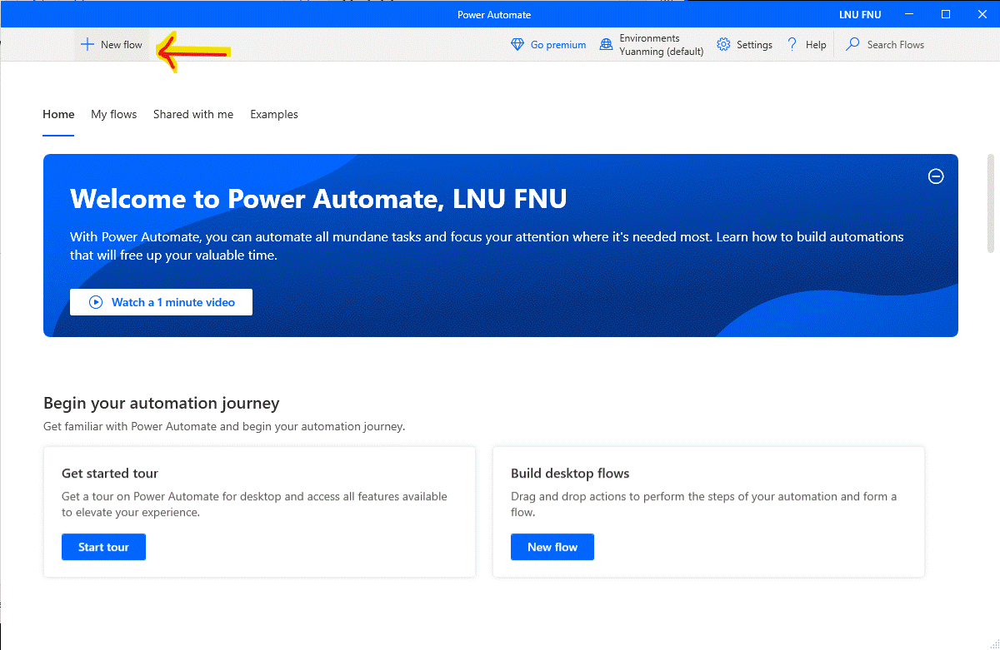 Power Automate
LNU FNU
New flow
Go premium
Environments
Yuanming (default)
Settings
Help
Search Flows
Home
My flows
Shared with me
Examples
Welcome to Power Automate, LNU FNU
With Power Automate, you can automate all mundane tasks and focus your attention where it's needed most. Learn how to build automations
that will free up your valuable time.
Watch a 1 minute video
Begin your automation journey
Get familiar with Power Automate and begin your automation journey.
Get started tour
Get a tour on Power Automate for desktop and access all features available
to elevate your experience.
Start tour
Build desktop flows
Drag and drop actions to perform the steps of your automation and form a
flow.
New flow